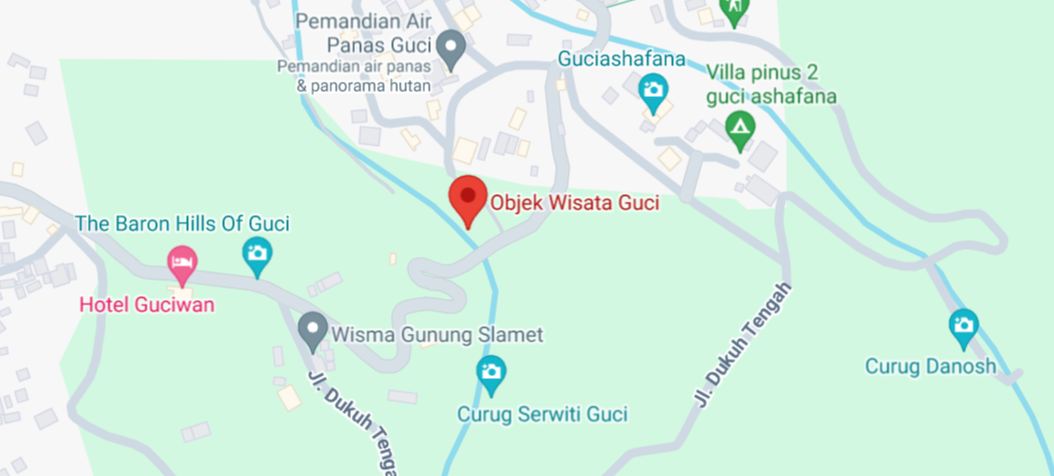 Pemandian Air
Panas Guci
Pemandian air panas
& panorama hutan
Guciashafana
Villa pinus 2
guci ashafana
Objek Wisata Guci
The Baron Hills Of Guci
Hotel Guciwan
Wisma Gunung Slamet
Jl. Dukuh Tengah
Curug Danosh
Curug Serwiti Guci
Jl. Dukuh Tenga